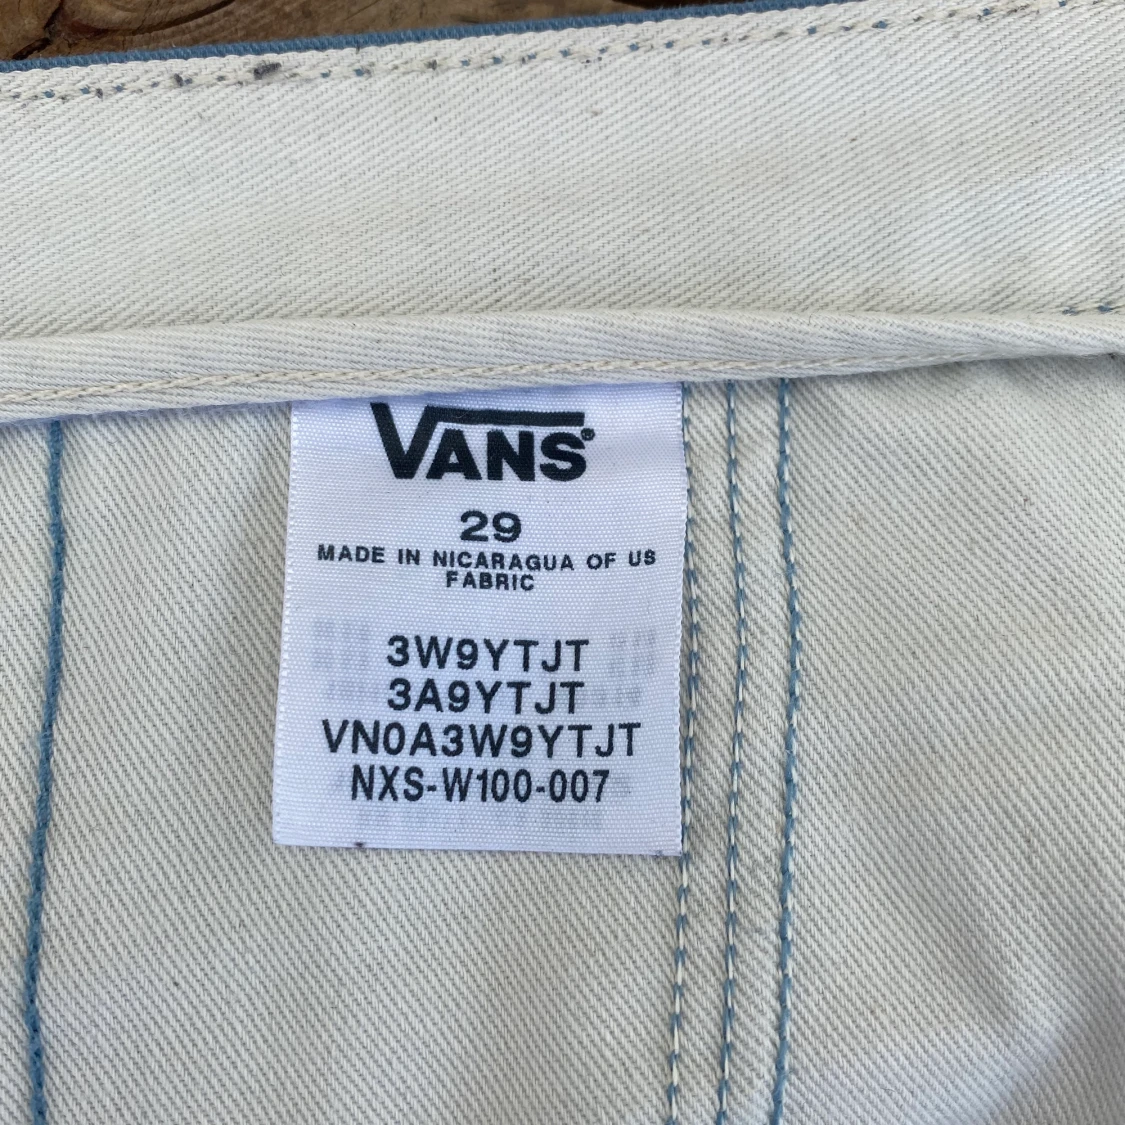 VANS®
29
MADE IN NICARAGUA OF US
FABRIC
3W9YTJT
3A9YTJT
VN0A3W9YTJT
NXS-W100-007